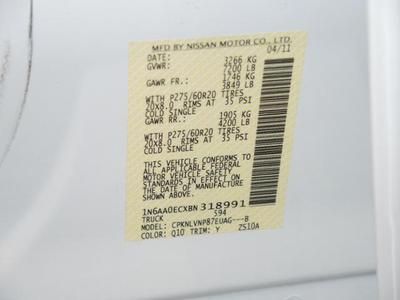 MFD BY NISSAN MOTOR CO., LTD.
DATE: 04/11
GVWR: 3266 KG
7200 LB
GAWR FR.: 1746 KG
3849 LB
WITH P275/60R20 TIRES
20x8.0 RIMS AT 35 PSI
COLD SINGLE
GAWR RR.: 1905 KG
4200 LB
WITH P275/60R20 TIRES
20x8.0 RIMS AT 35 PSI
COLD SINGLE
THIS VEHICLE CONFORMS TO
ALL APPLICABLE FEDERAL
MOTOR VEHICLE SAFETY
STANDARDS IN EFFECT ON
THE DATE OF MANUFACTURE
1N6AA0ECXBN318991
TRUCK 594
MODEL: CPKNLVNP87EUAG---B
COLOR: Q10 TRIM: Y ZS10A